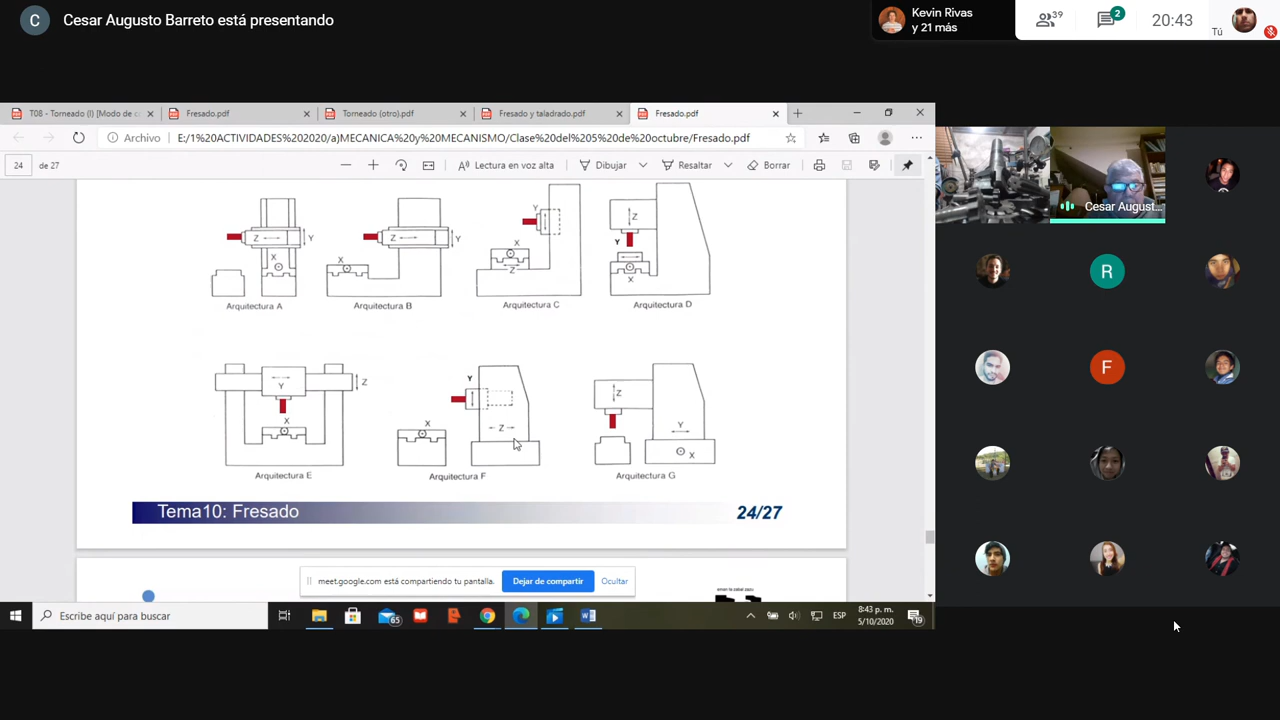 C Cesar Augusto Barreto está presentando
Kevin Rivas
y 21 más
39
2
20:43
Tú
T08 - Torneado (I) [Modo de c
Fresado.pdf
Torneado (otro).pdf
Fresado y taladrado.pdf
Fresado.pdf
Archivo
E:/1%20ACTIVIDADES%202020/a)MECANICA%20y%20MECANISMO/Clase%20del%205%20de%20octubre/Fresado.pdf
24 de 27
Lectura en voz alta
Dibujar
Resaltar
Borrar
Z Y X
Arquitectura A
Z Y X
Arquitectura B
Y X Z
Arquitectura C
Z Y X
Arquitectura D
Y Z X
Arquitectura E
Y X Z
Arquitectura F
Z Y X
Arquitectura G
Tema10: Fresado
24/27
meet.google.com está compartiendo tu pantalla.
Dejar de compartir
Ocultar
Escribe aquí para buscar
65
ESP
8:43 p. m.
5/10/2020
19
Cesar August...
R
F